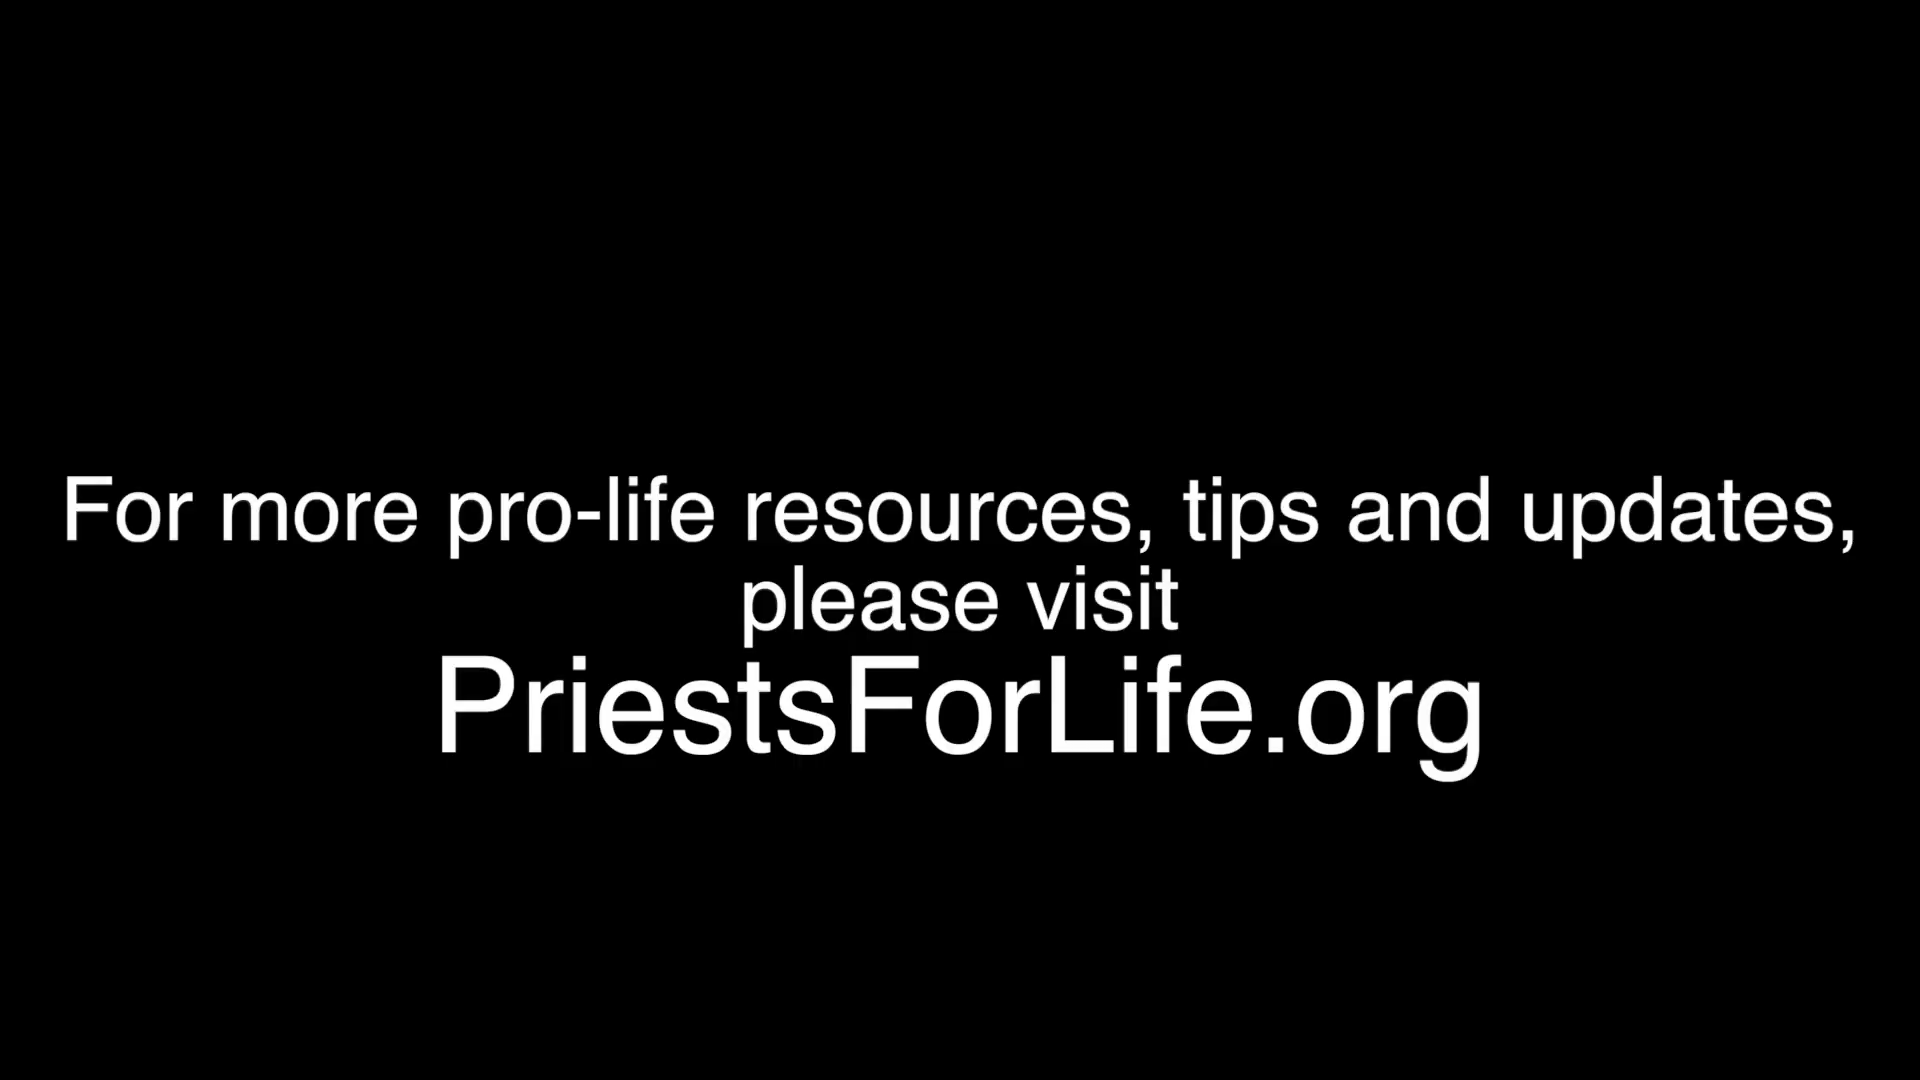 For more pro-life resources, tips and updates,
please visit
PriestsForLife.org